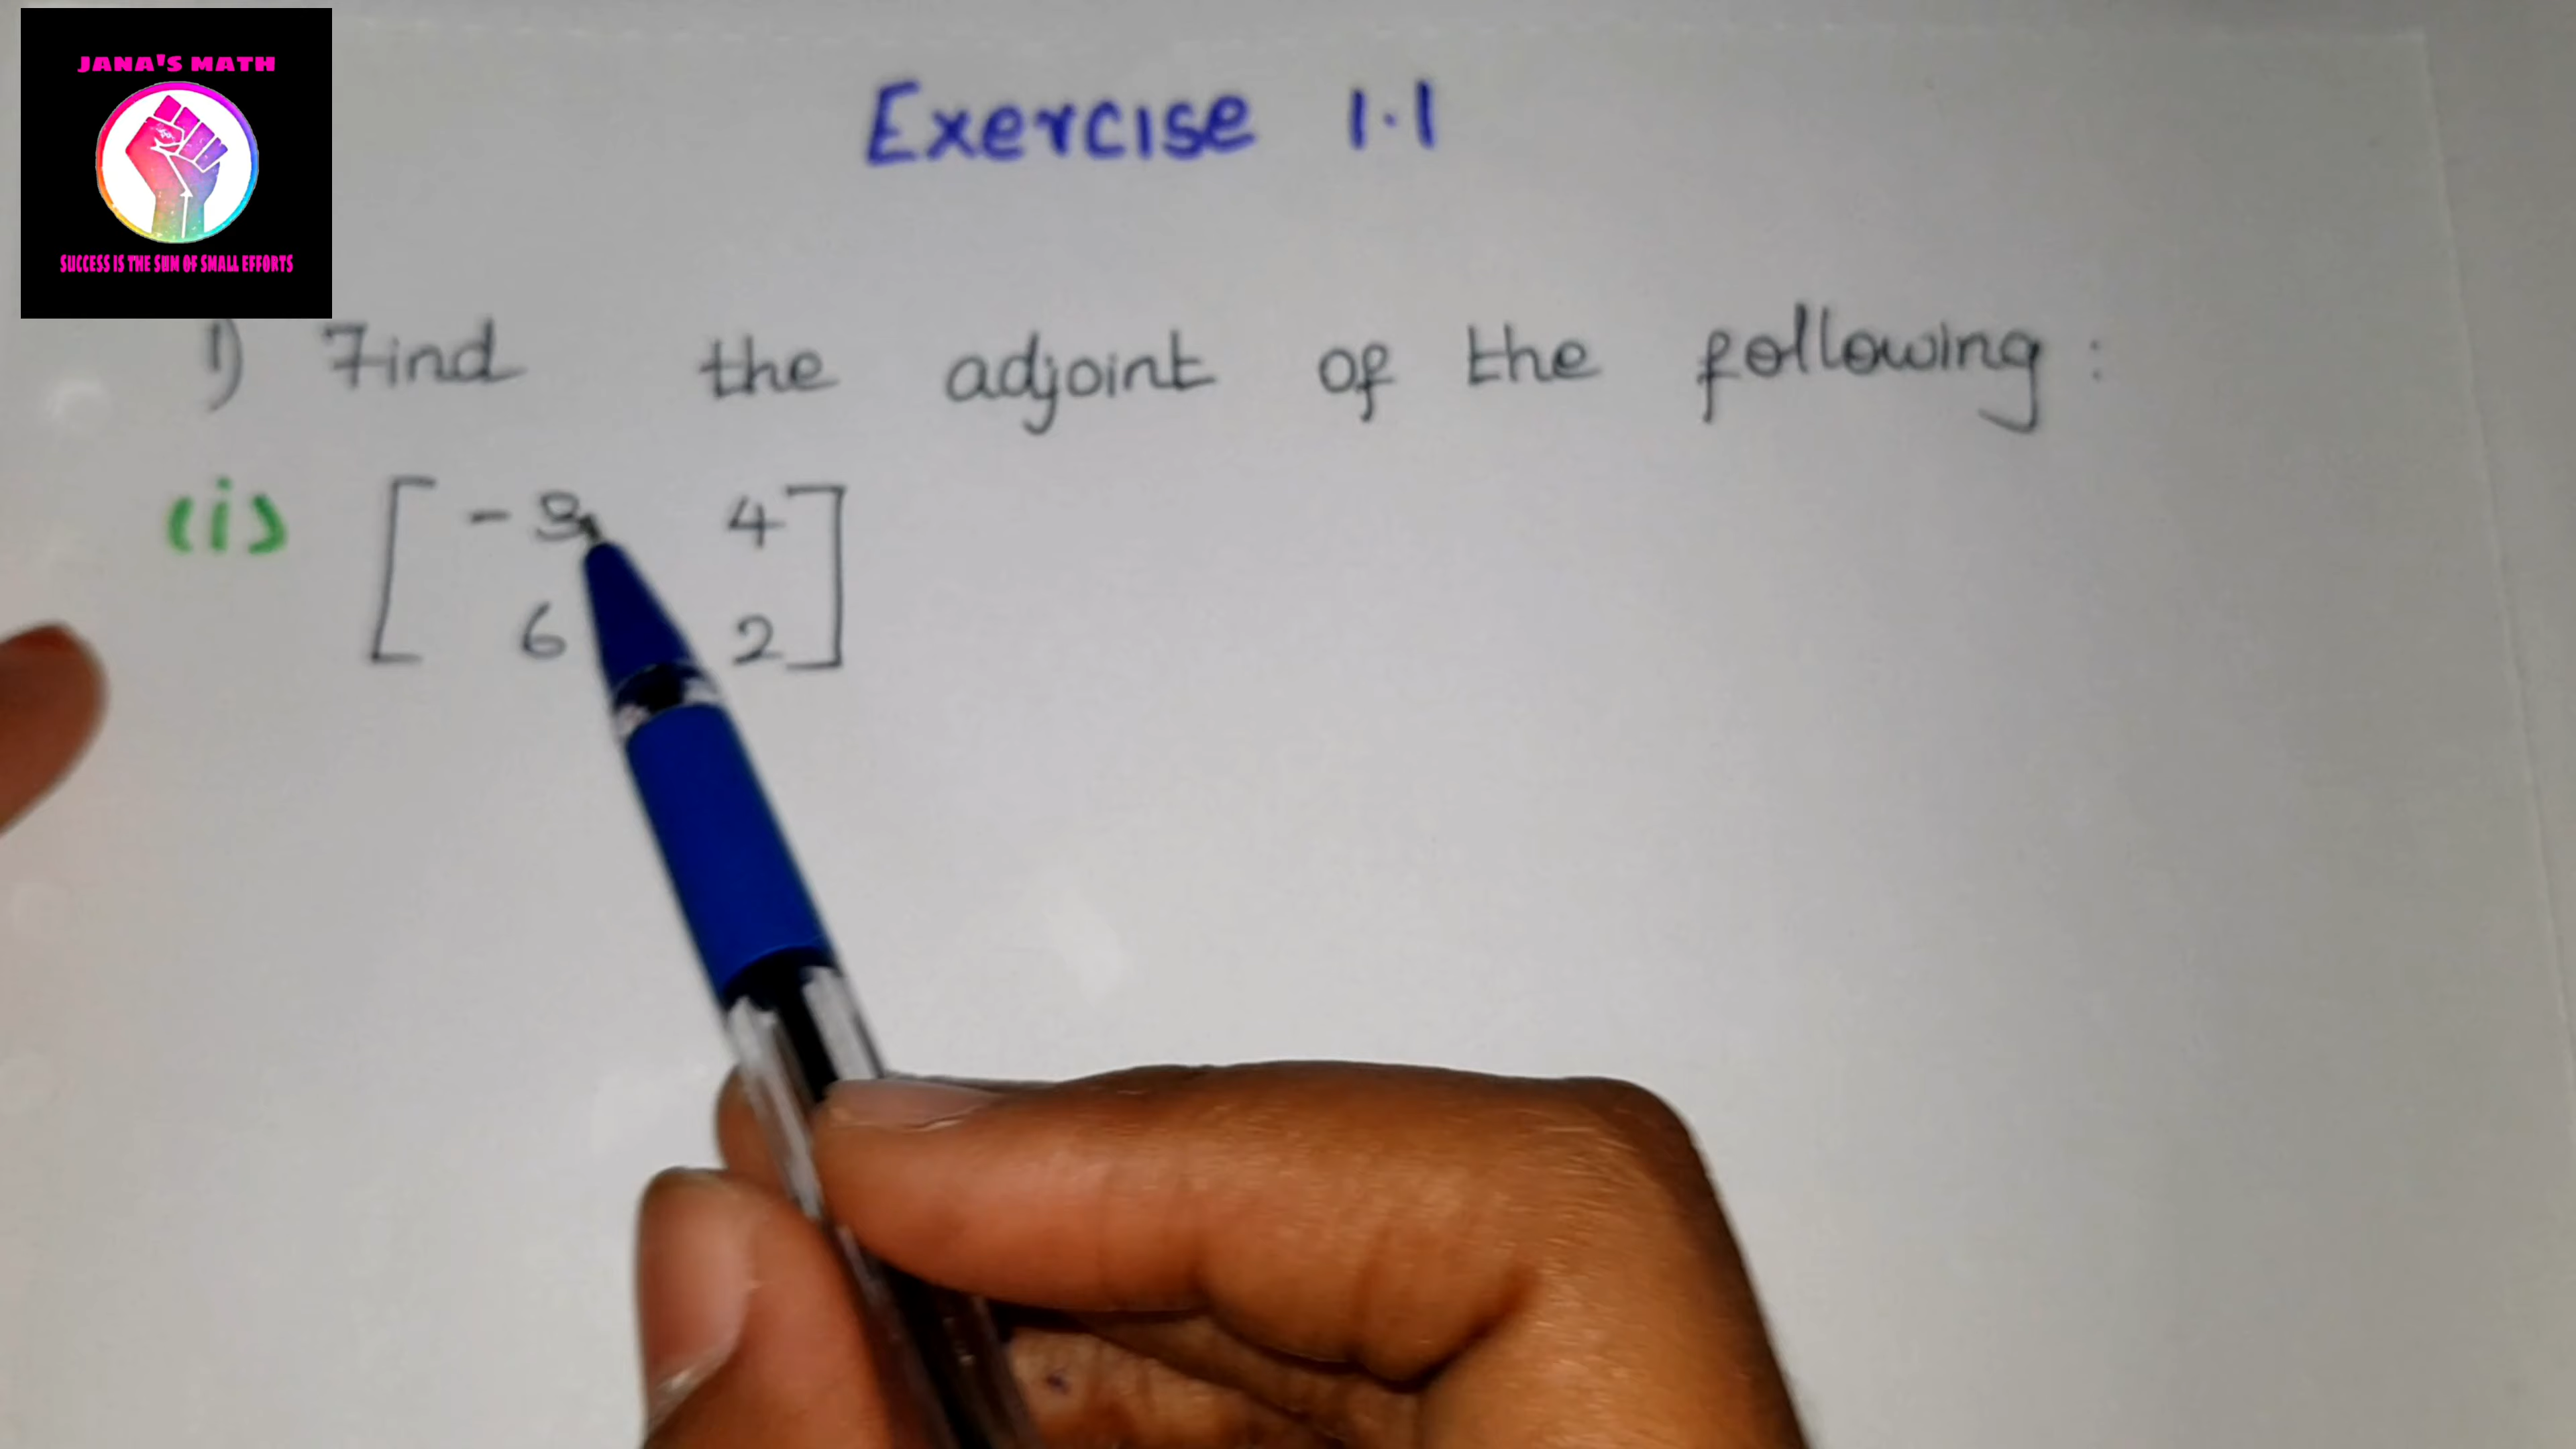 JANA'S MATH
SUCCESS IS THE SUM OF SMALL EFFORTS
Exercise 1.1
1) Find the adjoint of the following:
(i) [ -3 4 ]
[ 6 2 ]